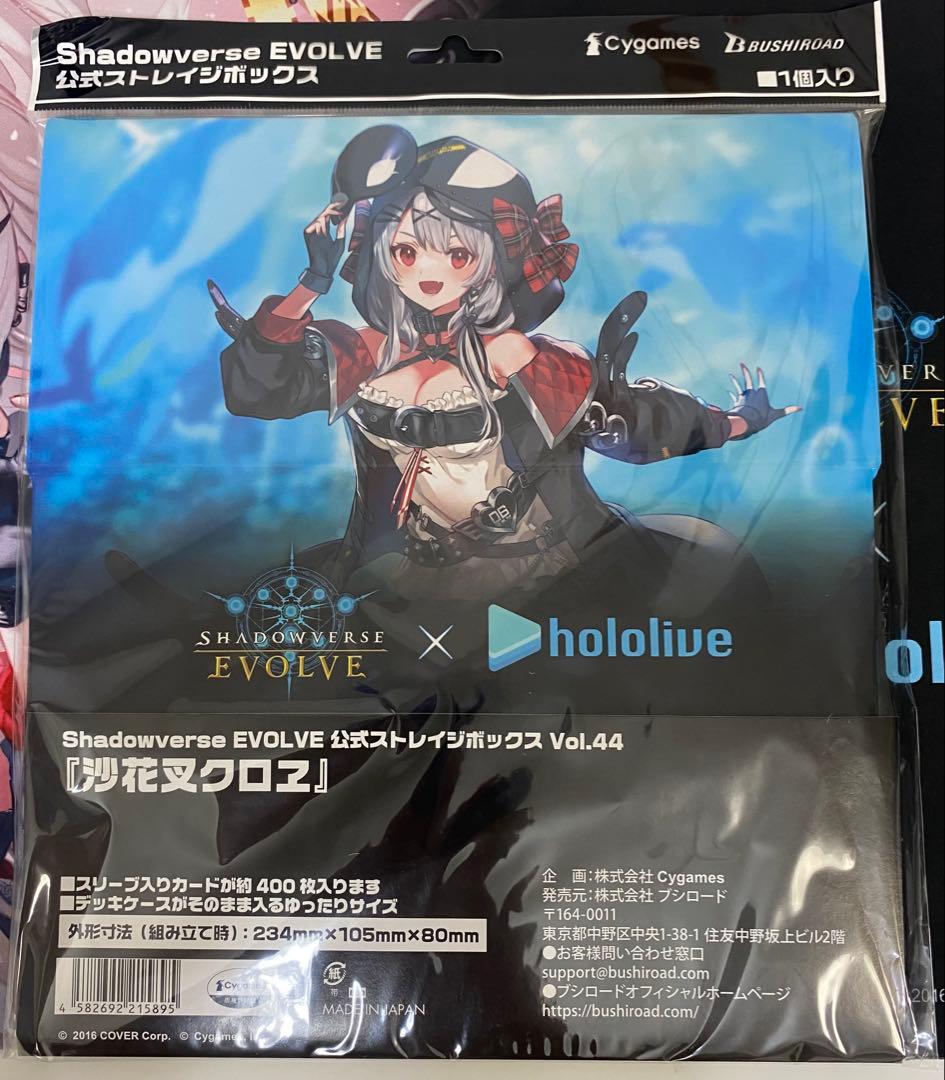 Shadowverse EVOLVE
公式ストレイジボックス
Cygames
BUSHIROAD
■1個入り
DB
SHADOWVERSE
EVOLVE
×
hololive
VER
VE
ol
Shadowverse EVOLVE 公式ストレイジボックス Vol.44
『沙花叉クロヱ』
■スリーブ入りカードが約 400 枚入ります
■デッキケースがそのまま入るゆったりサイズ
外形寸法（組み立て時）：234mm×105mm×80mm
企　画：株式会社 Cygames
発売元：株式会社 ブシロード
〒164-0011
東京都中野区中央1-38-1 住友中野坂上ビル2階
●お客様問い合わせ窓口
support@bushiroad.com
●ブシロードオフィシャルホームページ
https://bushiroad.com/
4 582692 215895
Cygames
紙
MADE IN JAPAN
© 2016 COVER Corp. © Cygames, I
2016